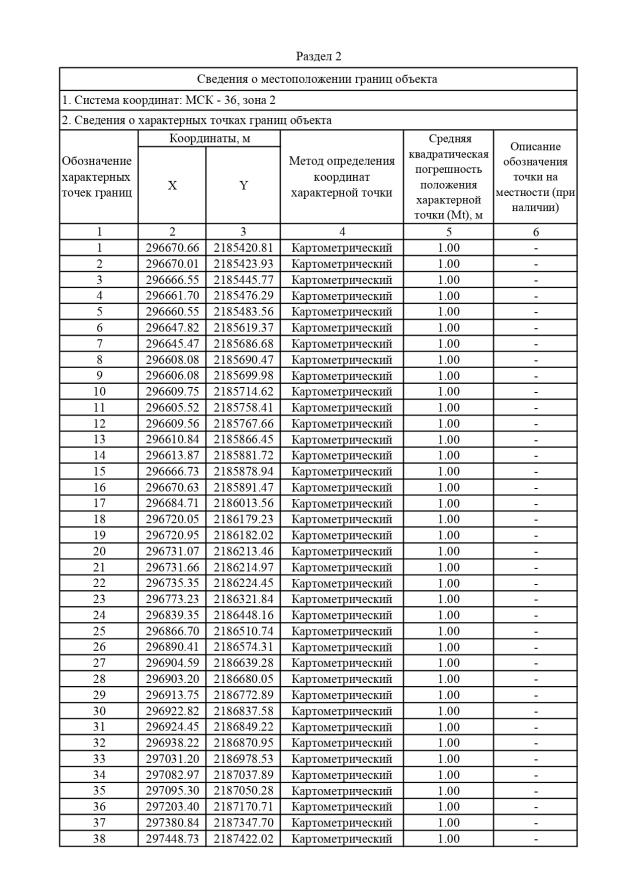 Раздел 2
Сведения о местоположении границ объекта
1. Система координат: МСК - 36, зона 2
2. Сведения о характерных точках границ объекта
Обозначение характерных точек границ
Координаты, м
X
Y
Метод определения координат характерной точки
Средняя квадратическая погрешность положения характерной точки (Mt), м
Описание обозначения точки на местности (при наличии)
1 2 3 4 5 6
1 296670.66 2185420.81 Картометрический 1.00 -
2 296670.01 2185423.93 Картометрический 1.00 -
3 296666.55 2185445.77 Картометрический 1.00 -
4 296661.70 2185476.29 Картометрический 1.00 -
5 296660.55 2185483.56 Картометрический 1.00 -
6 296647.82 2185619.37 Картометрический 1.00 -
7 296645.47 2185686.68 Картометрический 1.00 -
8 296608.08 2185690.47 Картометрический 1.00 -
9 296606.08 2185699.98 Картометрический 1.00 -
10 296609.75 2185714.62 Картометрический 1.00 -
11 296605.52 2185758.41 Картометрический 1.00 -
12 296609.56 2185767.66 Картометрический 1.00 -
13 296610.84 2185866.45 Картометрический 1.00 -
14 296613.87 2185881.72 Картометрический 1.00 -
15 296666.73 2185878.94 Картометрический 1.00 -
16 296670.63 2185891.47 Картометрический 1.00 -
17 296684.71 2186013.56 Картометрический 1.00 -
18 296720.05 2186179.23 Картометрический 1.00 -
19 296720.95 2186182.02 Картометрический 1.00 -
20 296731.07 2186213.46 Картометрический 1.00 -
21 296731.66 2186214.97 Картометрический 1.00 -
22 296735.35 2186224.45 Картометрический 1.00 -
23 296773.23 2186321.84 Картометрический 1.00 -
24 296839.35 2186448.16 Картометрический 1.00 -
25 296866.70 2186510.74 Картометрический 1.00 -
26 296890.41 2186574.31 Картометрический 1.00 -
27 296904.59 2186639.28 Картометрический 1.00 -
28 296903.20 2186680.05 Картометрический 1.00 -
29 296913.75 2186772.89 Картометрический 1.00 -
30 296922.82 2186837.58 Картометрический 1.00 -
31 296924.45 2186849.22 Картометрический 1.00 -
32 296938.22 2186870.95 Картометрический 1.00 -
33 297031.20 2186978.53 Картометрический 1.00 -
34 297082.97 2187037.89 Картометрический 1.00 -
35 297095.30 2187050.28 Картометрический 1.00 -
36 297203.40 2187170.71 Картометрический 1.00 -
37 297380.84 2187347.70 Картометрический 1.00 -
38 297448.73 2187422.02 Картометрический 1.00 -